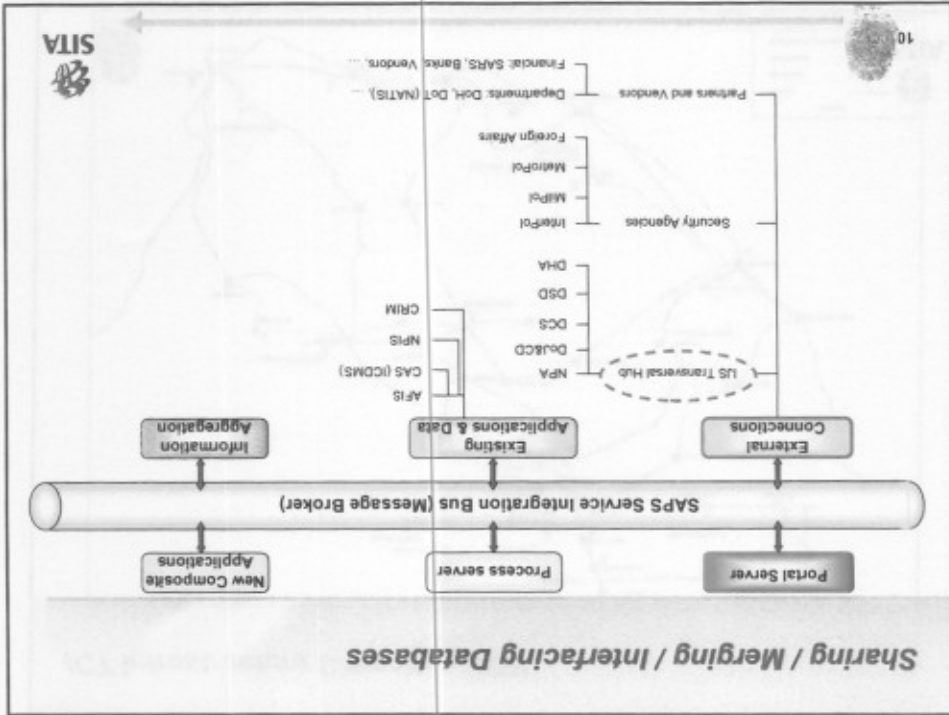 Sharing / Merging / Interfacing Databases
Portal Server
Process server
New Composite
Applications
SAPS Service Integration Bus (Message Broker)
External
Connections
Existing
Applications & Data
Information
Aggregation
IJS Transversal Hub
NPA
DoJ&CD
DCS
DSD
DHA
AFIS
CAS (ICDMS)
NPIS
CRIM
Security Agencies
InterPol
MilPol
MetroPol
Foreign Affairs
Partners and Vendors
Departments: DoH, DoT (NATIS), ...
Financial: SARS, Banks, Vendors, ...
10
SITA